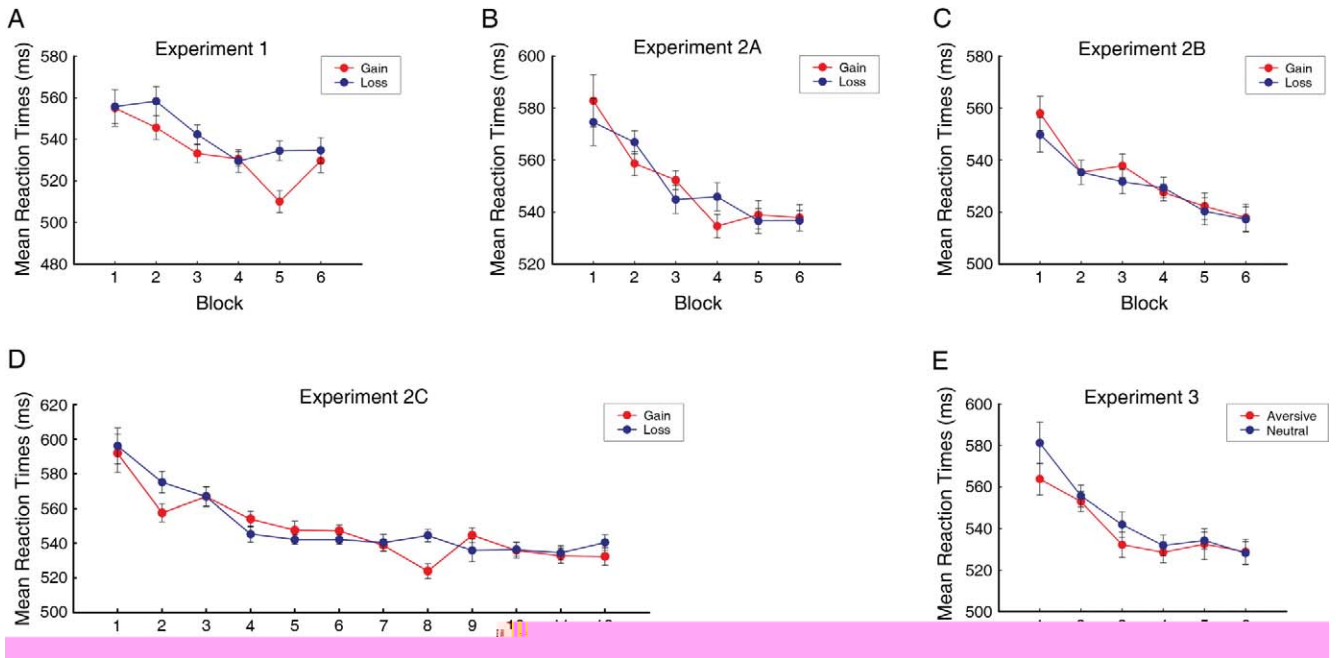 A
Experiment 1
Mean Reaction Times (ms)
580
560
540
520
500
480
Gain
Loss
1 2 3 4 5 6
Block
B
Experiment 2A
Mean Reaction Times (ms)
600
580
560
540
520
Gain
Loss
1 2 3 4 5 6
Block
C
Experiment 2B
Mean Reaction Times (ms)
580
560
540
520
500
Gain
Loss
1 2 3 4 5 6
Block
D
Experiment 2C
Mean Reaction Times (ms)
620
600
580
560
540
520
500
Gain
Loss
1 2 3 4 5 6 7 8 9
E
Experiment 3
Mean Reaction Times (ms)
600
580
560
540
520
500
Aversive
Neutral